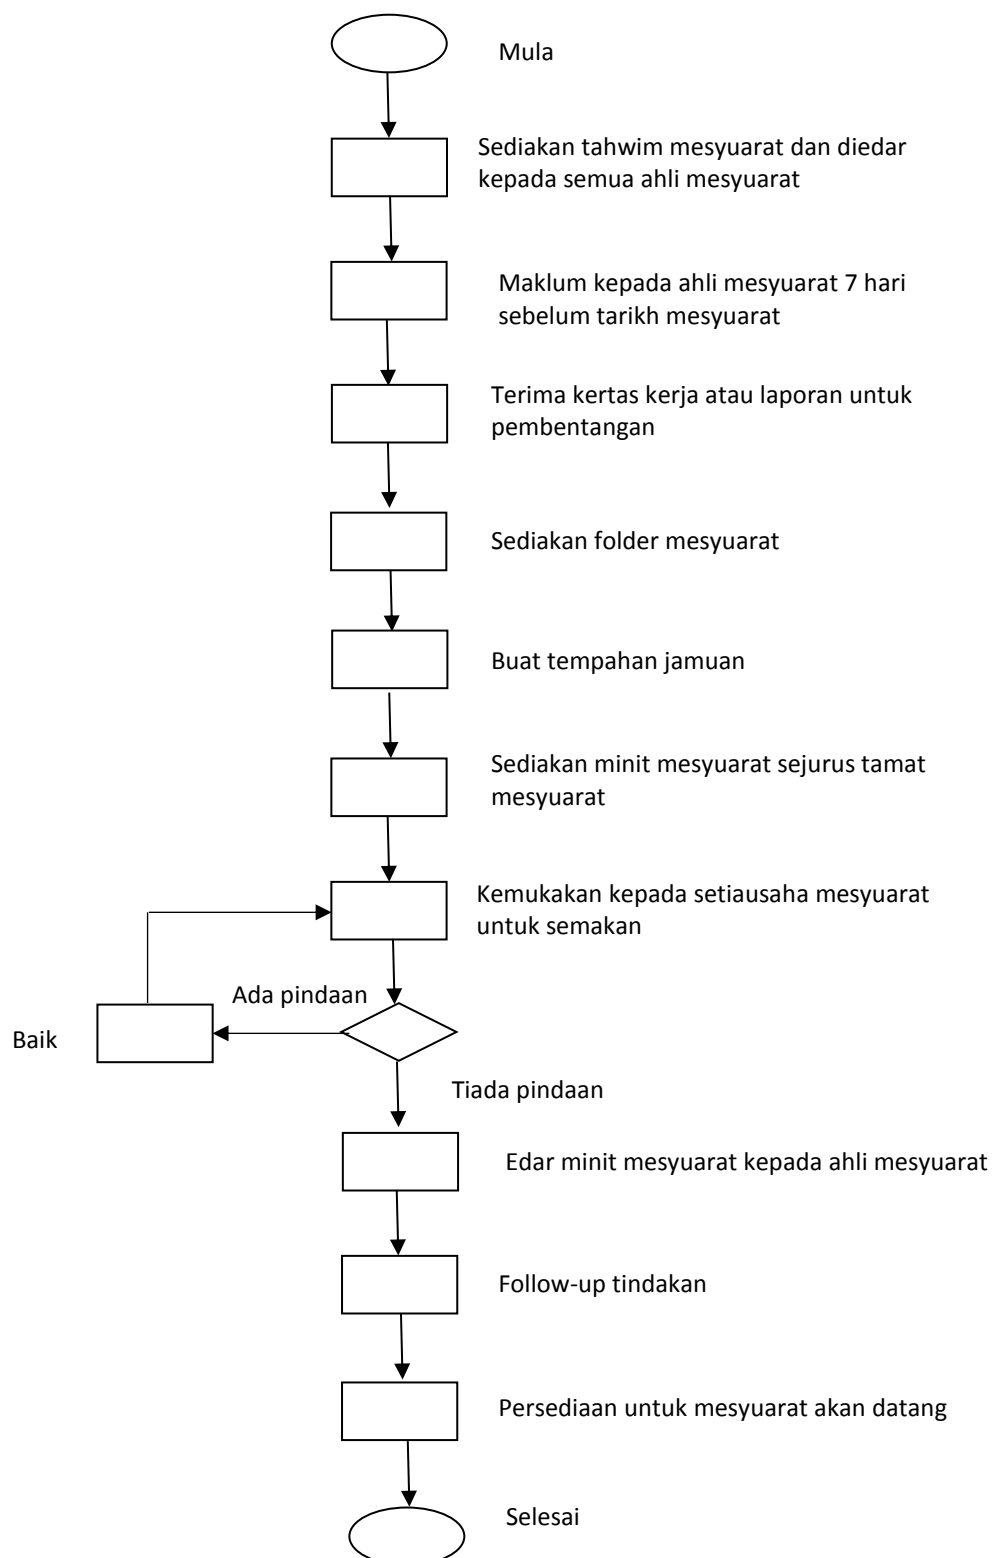 Mula
Sediakan tahwim mesyuarat dan diedar
kepada semua ahli mesyuarat
Maklum kepada ahli mesyuarat 7 hari
sebelum tarikh mesyuarat
Terima kertas kerja atau laporan untuk
pembentangan
Sediakan folder mesyuarat
Buat tempahan jamuan
Sediakan minit mesyuarat sejurus tamat
mesyuarat
Kemukakan kepada setiausaha mesyuarat
untuk semakan
Ada pindaan
Baik
Tiada pindaan
Edar minit mesyuarat kepada ahli mesyuarat
Follow-up tindakan
Persediaan untuk mesyuarat akan datang
Selesai